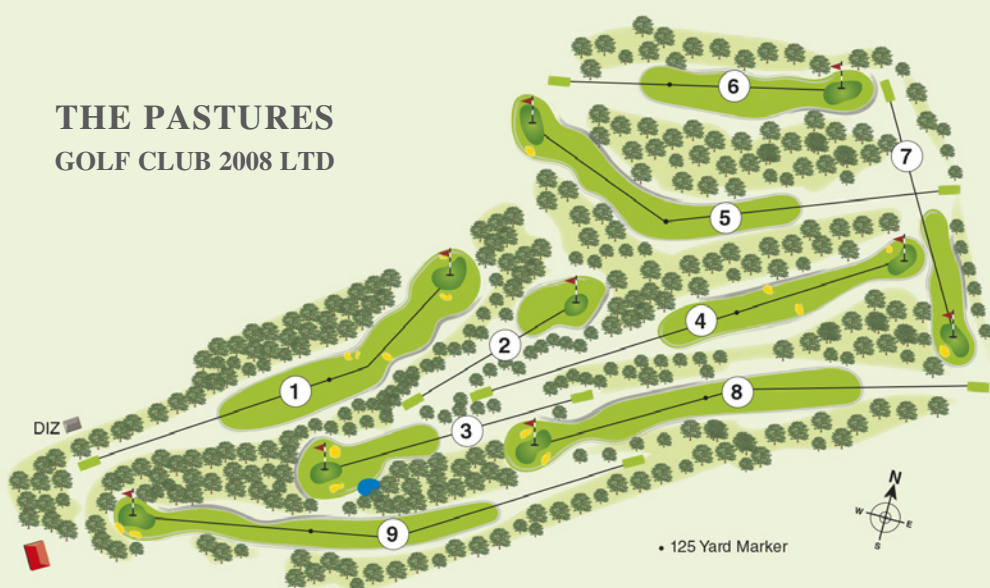 THE PASTURES
GOLF CLUB 2008 LTD
6
7
5
4
2
1
8
3
DIZ
9
N
W
E
S
• 125 Yard Marker